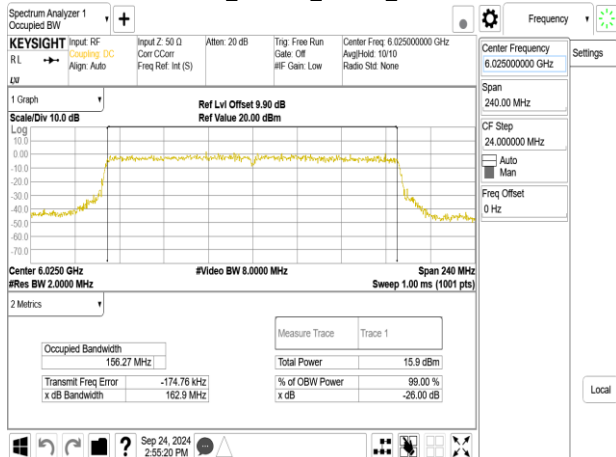 Spectrum Analyzer 1
Occupied BW
KEYSIGHT
Input: RF
Coupling: DC
Align: Auto
RL
LXI
Input Z: 50 Ω
Corr CCorr
Freq Ref: Int (S)
Atten: 20 dB
Trig: Free Run
Gate: Off
#IF Gain: Low
Center Freq: 6.025000000 GHz
Avg|Hold: 10/10
Radio Std: None
1 Graph
Scale/Div 10.0 dB
Ref Lvl Offset 9.90 dB
Ref Value 20.00 dBm
Log
10.0
0.00
-10.0
-20.0
-30.0
-40.0
-50.0
-60.0
-70.0
Center 6.0250 GHz
#Video BW 8.0000 MHz
Span 240 MHz
#Res BW 2.0000 MHz
Sweep 1.00 ms (1001 pts)
2 Metrics
Measure Trace Trace 1
Occupied Bandwidth
156.27 MHz
Total Power 15.9 dBm
Transmit Freq Error -174.76 kHz
% of OBW Power 99.00 %
x dB Bandwidth 162.9 MHz
x dB -26.00 dB
Sep 24, 2024
2:55:20 PM
Frequency
Settings
Center Frequency
6.025000000 GHz
Span
240.00 MHz
CF Step
24.000000 MHz
Auto
Man
Freq Offset
0 Hz
Local